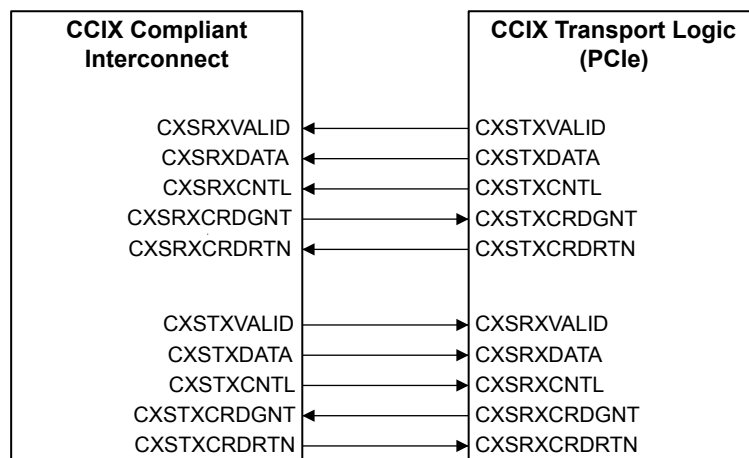 CCIX Compliant
Interconnect
CCIX Transport Logic
(PCIe)
CXSRXVALID
CXSTXVALID
CXSRXDATA
CXSTXDATA
CXSRXCNTL
CXSTXCNTL
CXSRXCRDGNT
CXSTXCRDGNT
CXSRXCRDRTN
CXSTXCRDRTN
CXSTXVALID
CXSRXVALID
CXSTXDATA
CXSRXDATA
CXSTXCNTL
CXSRXCNTL
CXSTXCRDGNT
CXSRXCRDGNT
CXSTXCRDRTN
CXSRXCRDRTN